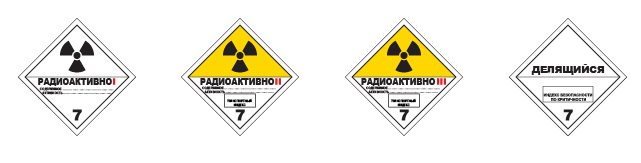 РАДИОАКТИВНО I
СОДЕРЖИМОЕ
АКТИВНОСТЬ
7
РАДИОАКТИВНО II
СОДЕРЖИМОЕ
АКТИВНОСТЬ
ТРАНСПОРТНЫЙ
ИНДЕКС
7
РАДИОАКТИВНО III
СОДЕРЖИМОЕ
АКТИВНОСТЬ
ТРАНСПОРТНЫЙ
ИНДЕКС
7
ДЕЛЯЩИЙСЯ
ИНДЕКС БЕЗОПАСНОСТИ
ПО КРИТИЧНОСТИ
7